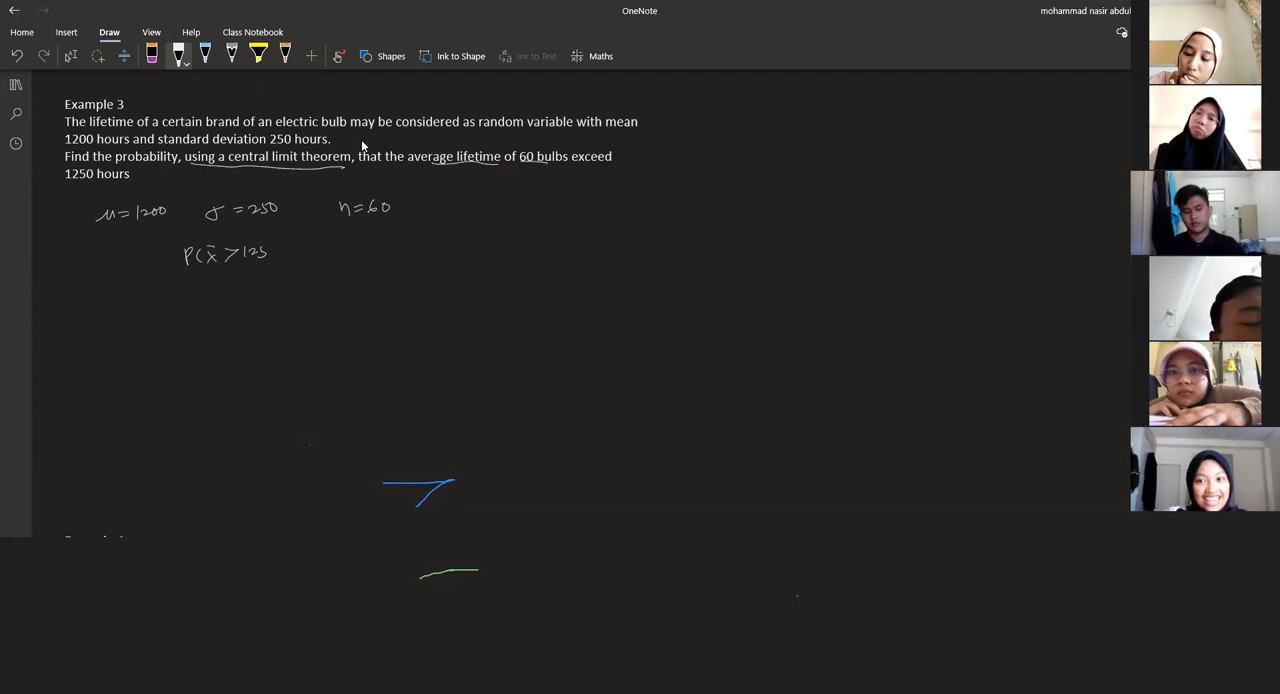 OneNote
mohammad nasir abdul
Home Insert Draw View Help Class Notebook
Shapes Ink to Shape Ink to Text Maths
Example 3
The lifetime of a certain brand of an electric bulb may be considered as random variable with mean
1200 hours and standard deviation 250 hours.
Find the probability, using a central limit theorem, that the average lifetime of 60 bulbs exceed
1250 hours
μ=1200 σ=250 n=60
P(x̄ >125